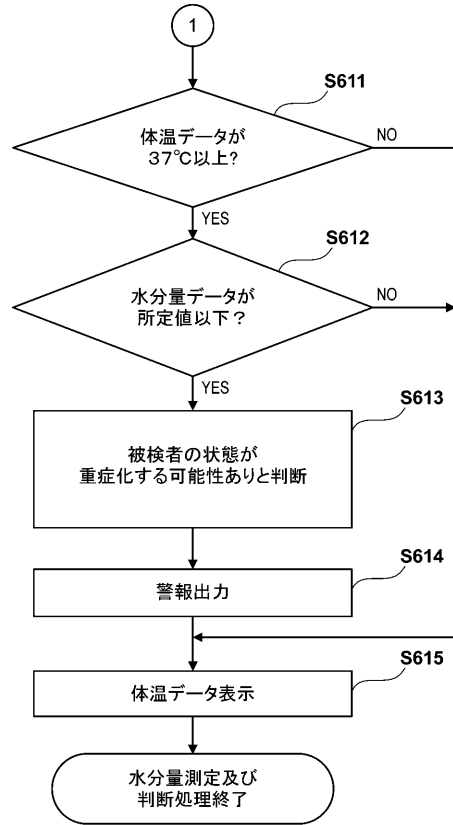 1
S611
体温データが
37℃以上?
NO
YES
S612
水分量データが
所定値以下?
NO
YES
S613
被検者の状態が
重症化する可能性ありと判断
S614
警報出力
S615
体温データ表示
水分量測定及び
判断処理終了